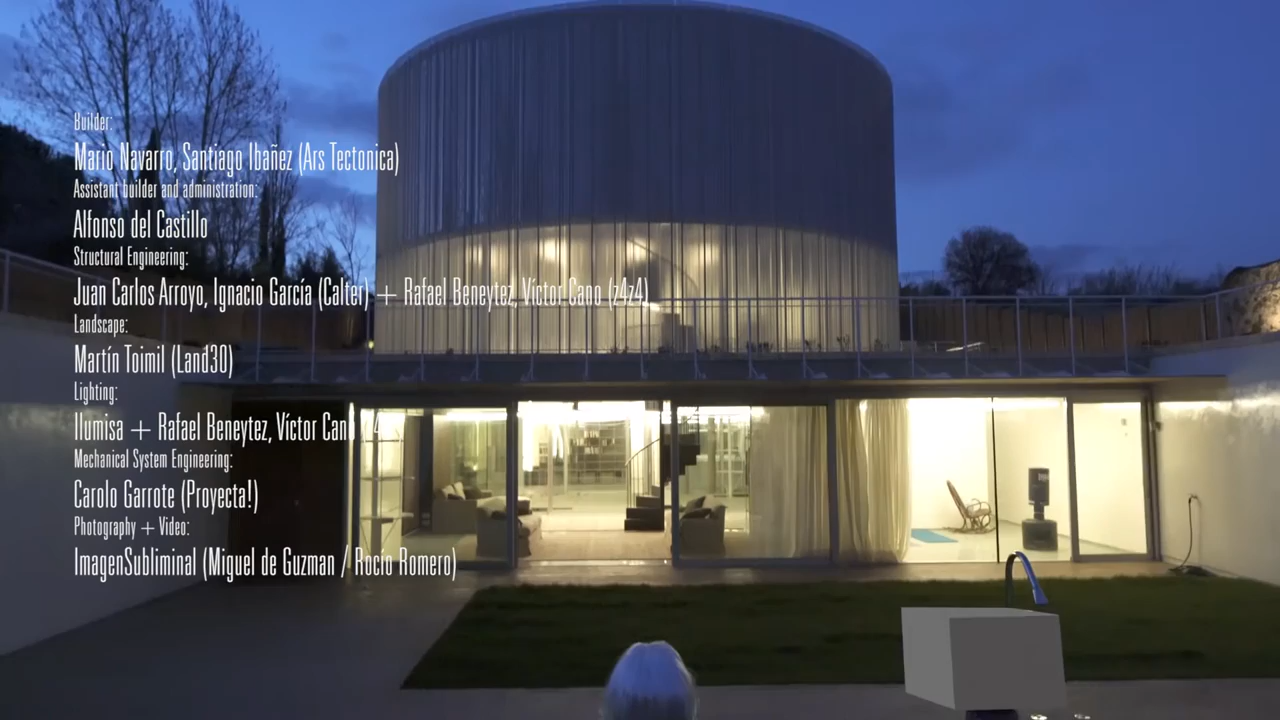 Builder:
Mario Navarro, Santiago Ibañez (Ars Tectonica)
Assistant builder and administration:
Alfonso del Castillo
Structural Engineering:
Juan Carlos Arroyo, Ignacio García (Calter) + Rafael Beneytez, Víctor Cano (z4z4)
Landscape:
Martín Toimil (Land30)
Lighting:
Ilumisa + Rafael Beneytez, Víctor Cano
Mechanical System Engineering:
Carolo Garrote (Proyecta!)
Photography + Video:
ImagenSubliminal (Miguel de Guzman / Rocío Romero)